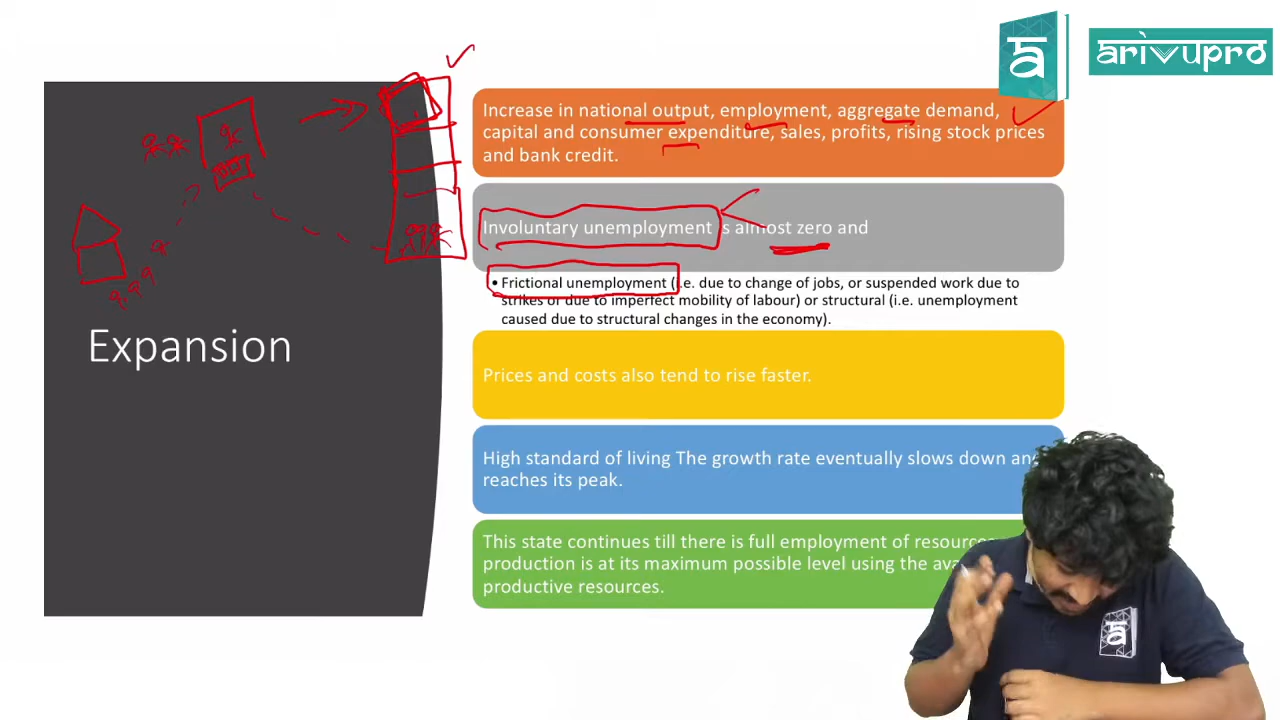 arivupro
Increase in national output, employment, aggregate demand,
capital and consumer expenditure, sales, profits, rising stock prices
and bank credit.
Involuntary unemployment is almost zero and
• Frictional unemployment (i.e. due to change of jobs, or suspended work due to
strikes or due to imperfect mobility of labour) or structural (i.e. unemployment
caused due to structural changes in the economy).
Expansion
Prices and costs also tend to rise faster.
High standard of living The growth rate eventually slows down and
reaches its peak.
This state continues till there is full employment of resources
production is at its maximum possible level using the
productive resources.